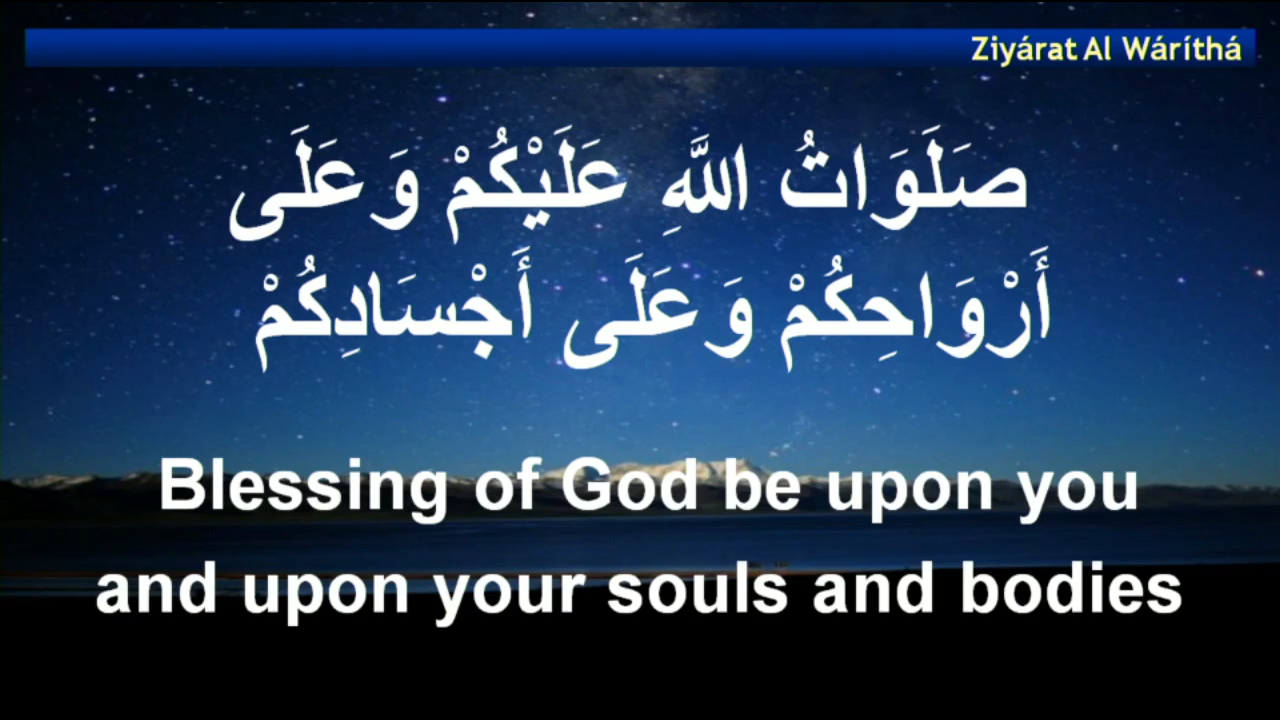 Ziyárat Al Wáríthá
صَلَوَاتُ اللَّهِ عَلَيْكُمْ وَعَلَى
أَرْوَاحِكُمْ وَعَلَى أَجْسَادِكُمْ
Blessing of God be upon you
and upon your souls and bodies